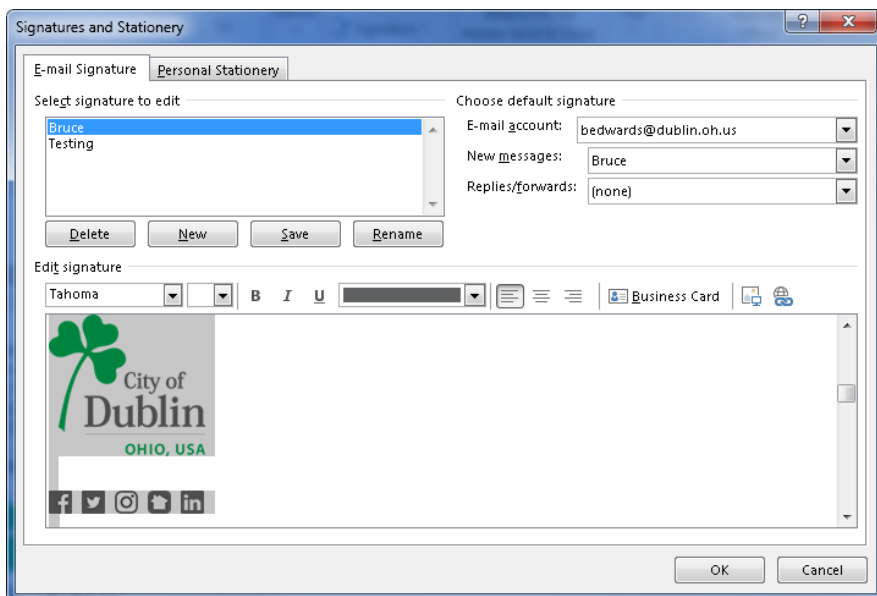 Signatures and Stationery
?
X
E-mail Signature
Personal Stationery
Select signature to edit
Bruce
Testing
Delete
New
Save
Rename
Choose default signature
E-mail account: bedwards@dublin.oh.us
New messages: Bruce
Replies/forwards: (none)
Edit signature
Tahoma
B I U
Business Card
City of
Dublin
OHIO, USA
f in
OK
Cancel